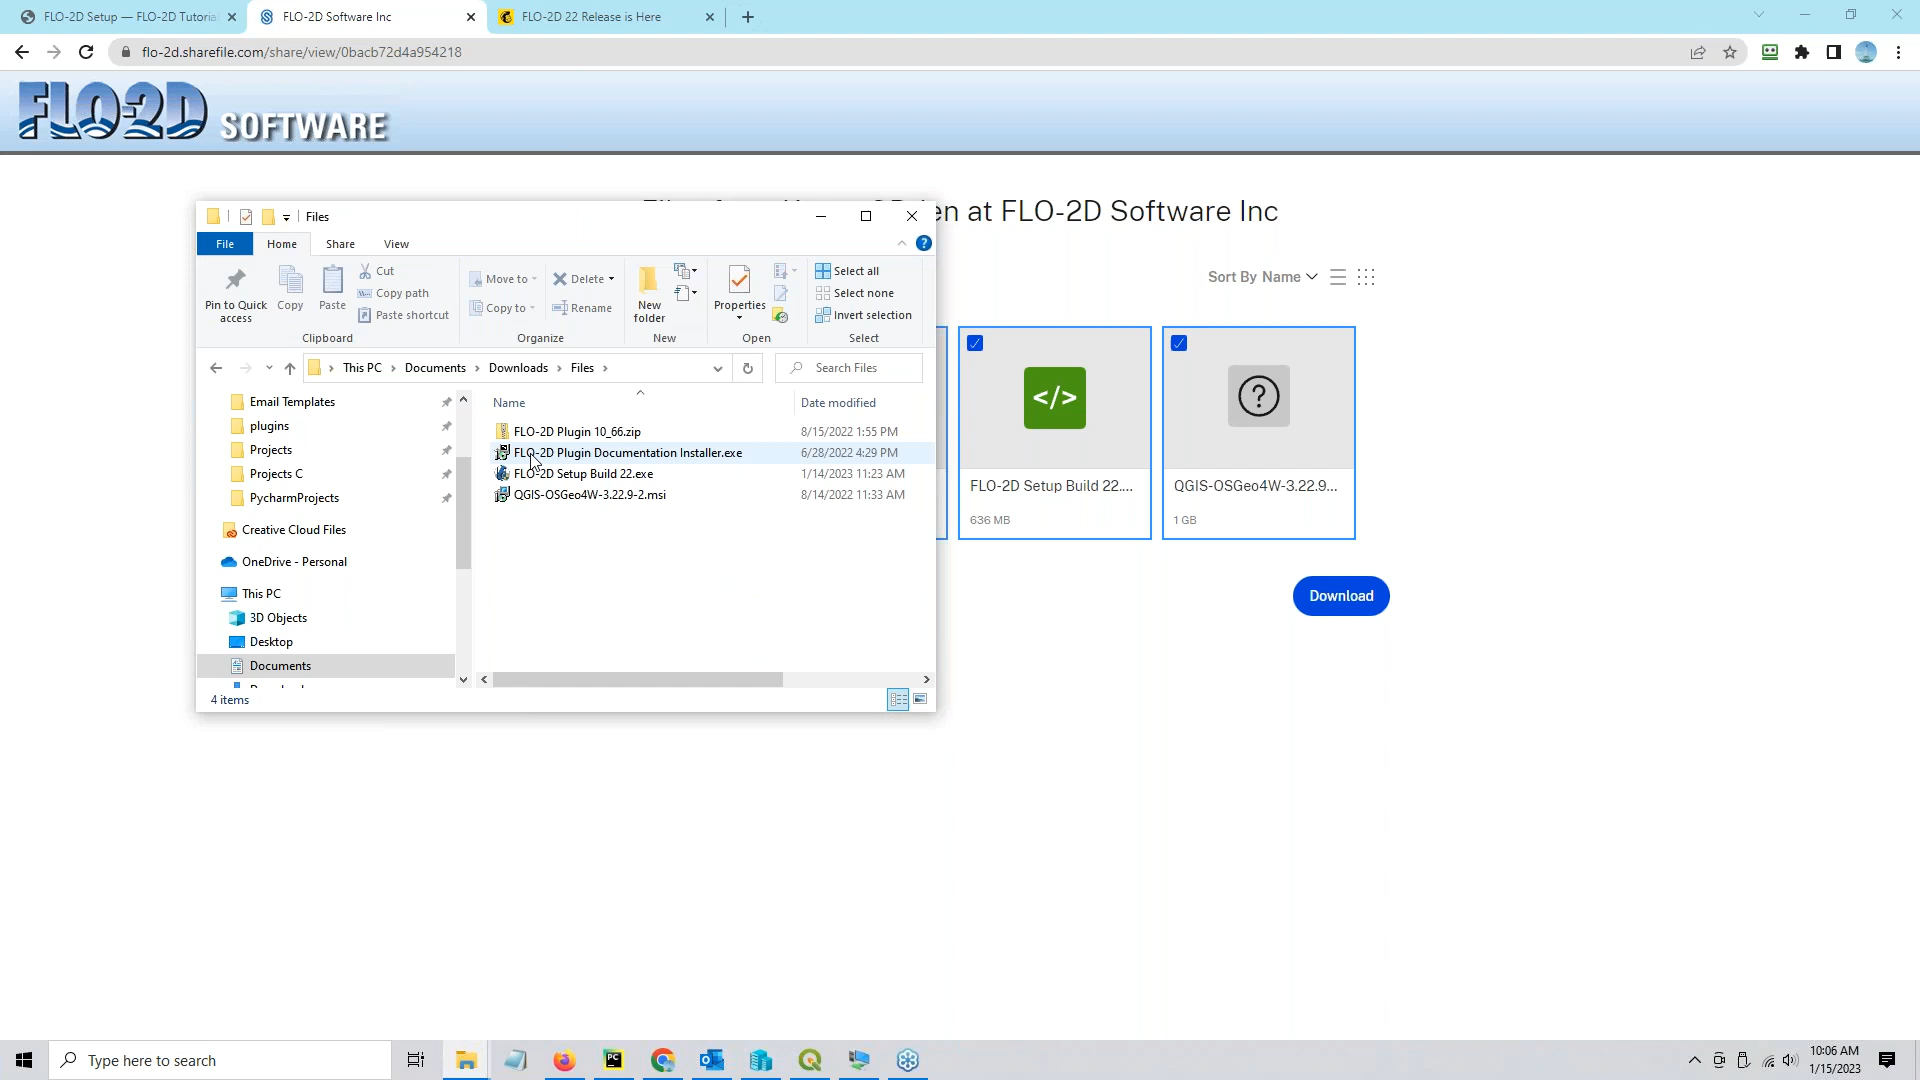 FLO-2D Setup — FLO-2D Tutoria
FLO-2D Software Inc
FLO-2D 22 Release is Here
flo-2d.sharefile.com/share/view/0bacb72d4a954218
FLO-2D SOFTWARE
en at FLO-2D Software Inc
Sort By Name
Files
File
Home
Share
View
Pin to Quick access
Copy
Paste
Cut
Copy path
Paste shortcut
Clipboard
Move to
Copy to
Delete
Rename
Organize
New folder
New
Properties
Open
Select all
Select none
Invert selection
Select
This PC
Documents
Downloads
Files
Search Files
Email Templates
plugins
Projects
Projects C
PycharmProjects
Creative Cloud Files
OneDrive - Personal
This PC
3D Objects
Desktop
Documents
Name
Date modified
FLO-2D Plugin 10_66.zip 8/15/2022 1:55 PM
FLO-2D Plugin Documentation Installer.exe 6/28/2022 4:29 PM
FLO-2D Setup Build 22.exe 1/14/2023 11:23 AM
QGIS-OSGeo4W-3.22.9-2.msi 8/14/2022 11:33 AM
4 items
</>
FLO-2D Setup Build 22....
636 MB
?
QGIS-OSGeo4W-3.22.9...
1 GB
Download
Type here to search
PC
10:06 AM
1/15/2023